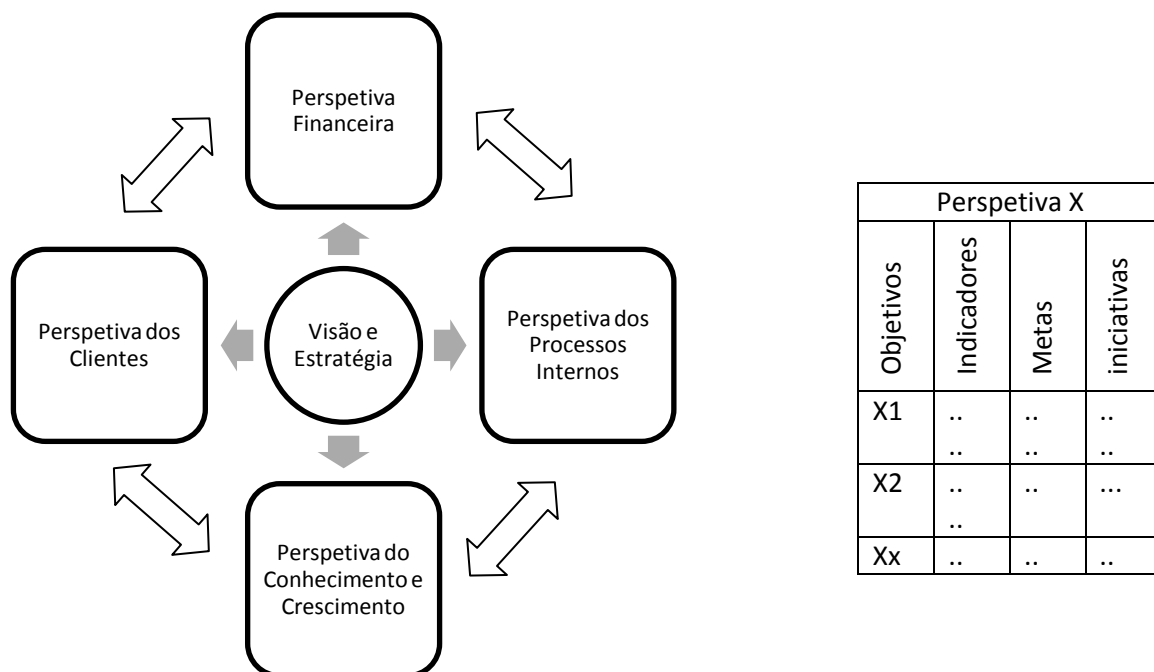 Perspetiva
Financeira
Perspetiva dos
Clientes
Visão e
Estratégia
Perspetiva dos
Processos
Internos
Perspetiva do
Conhecimento e
Crescimento
Perspetiva X
Objetivos
Indicadores
Metas
iniciativas
X1 .. .. ..
.. .. ..
X2 .. .. ...
..
Xx .. .. ..